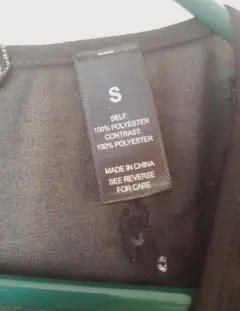 S
SELF:
100% POLYESTER
CONTRAST:
100% POLYESTER
MADE IN CHINA
SEE REVERSE
FOR CARE